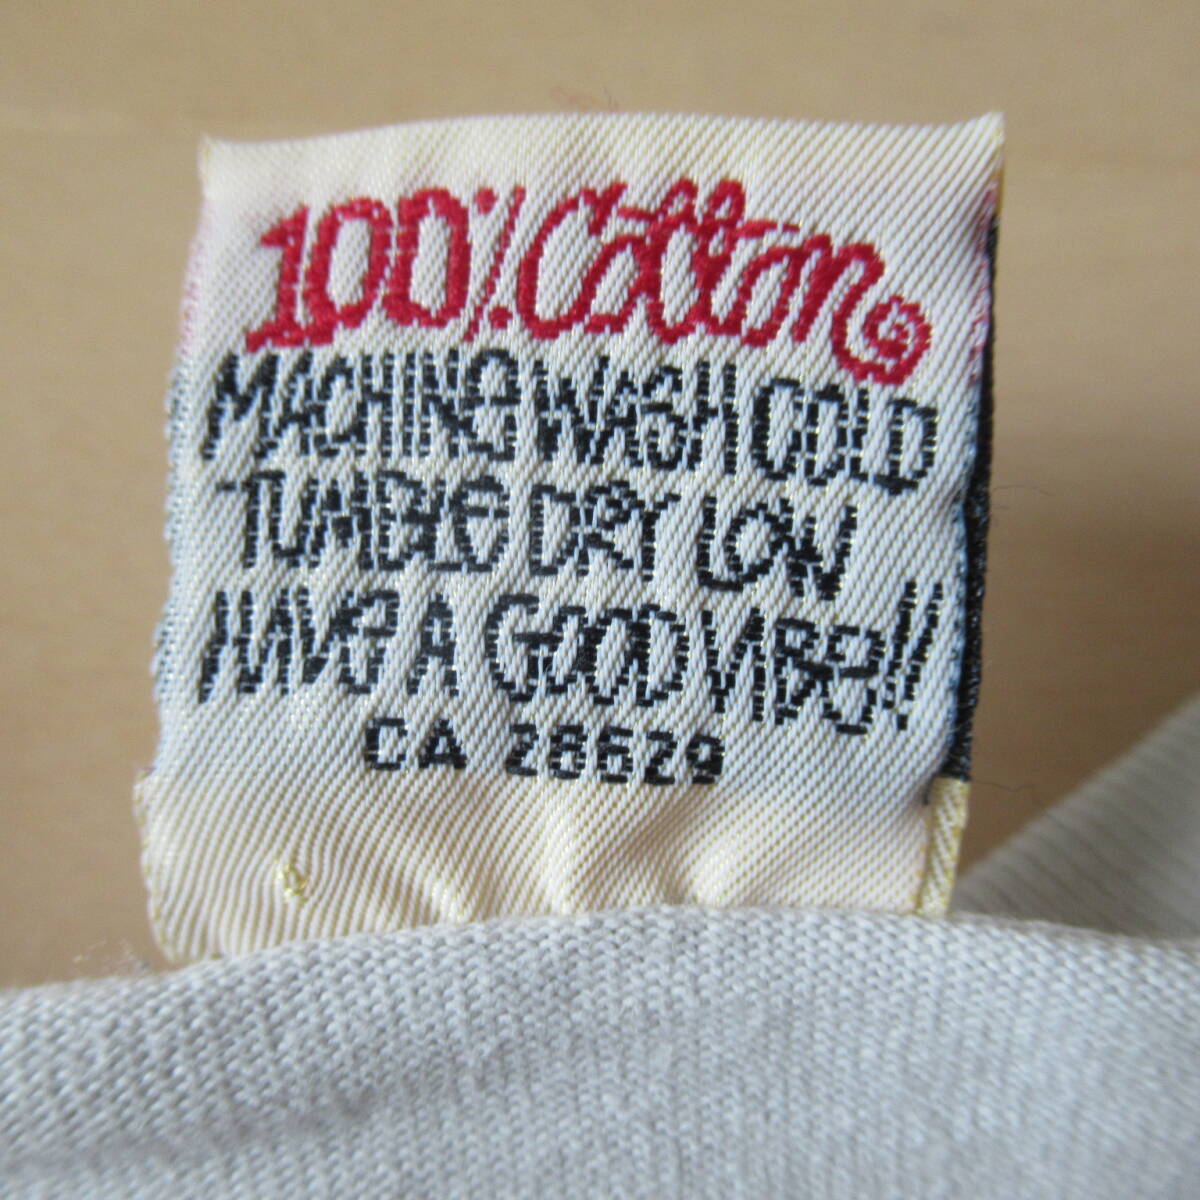 100% Cotton
MACHINE WASH COLD
TUMBLE DRY LOW
HAVE A GOOD VIBE!!
CA 28629